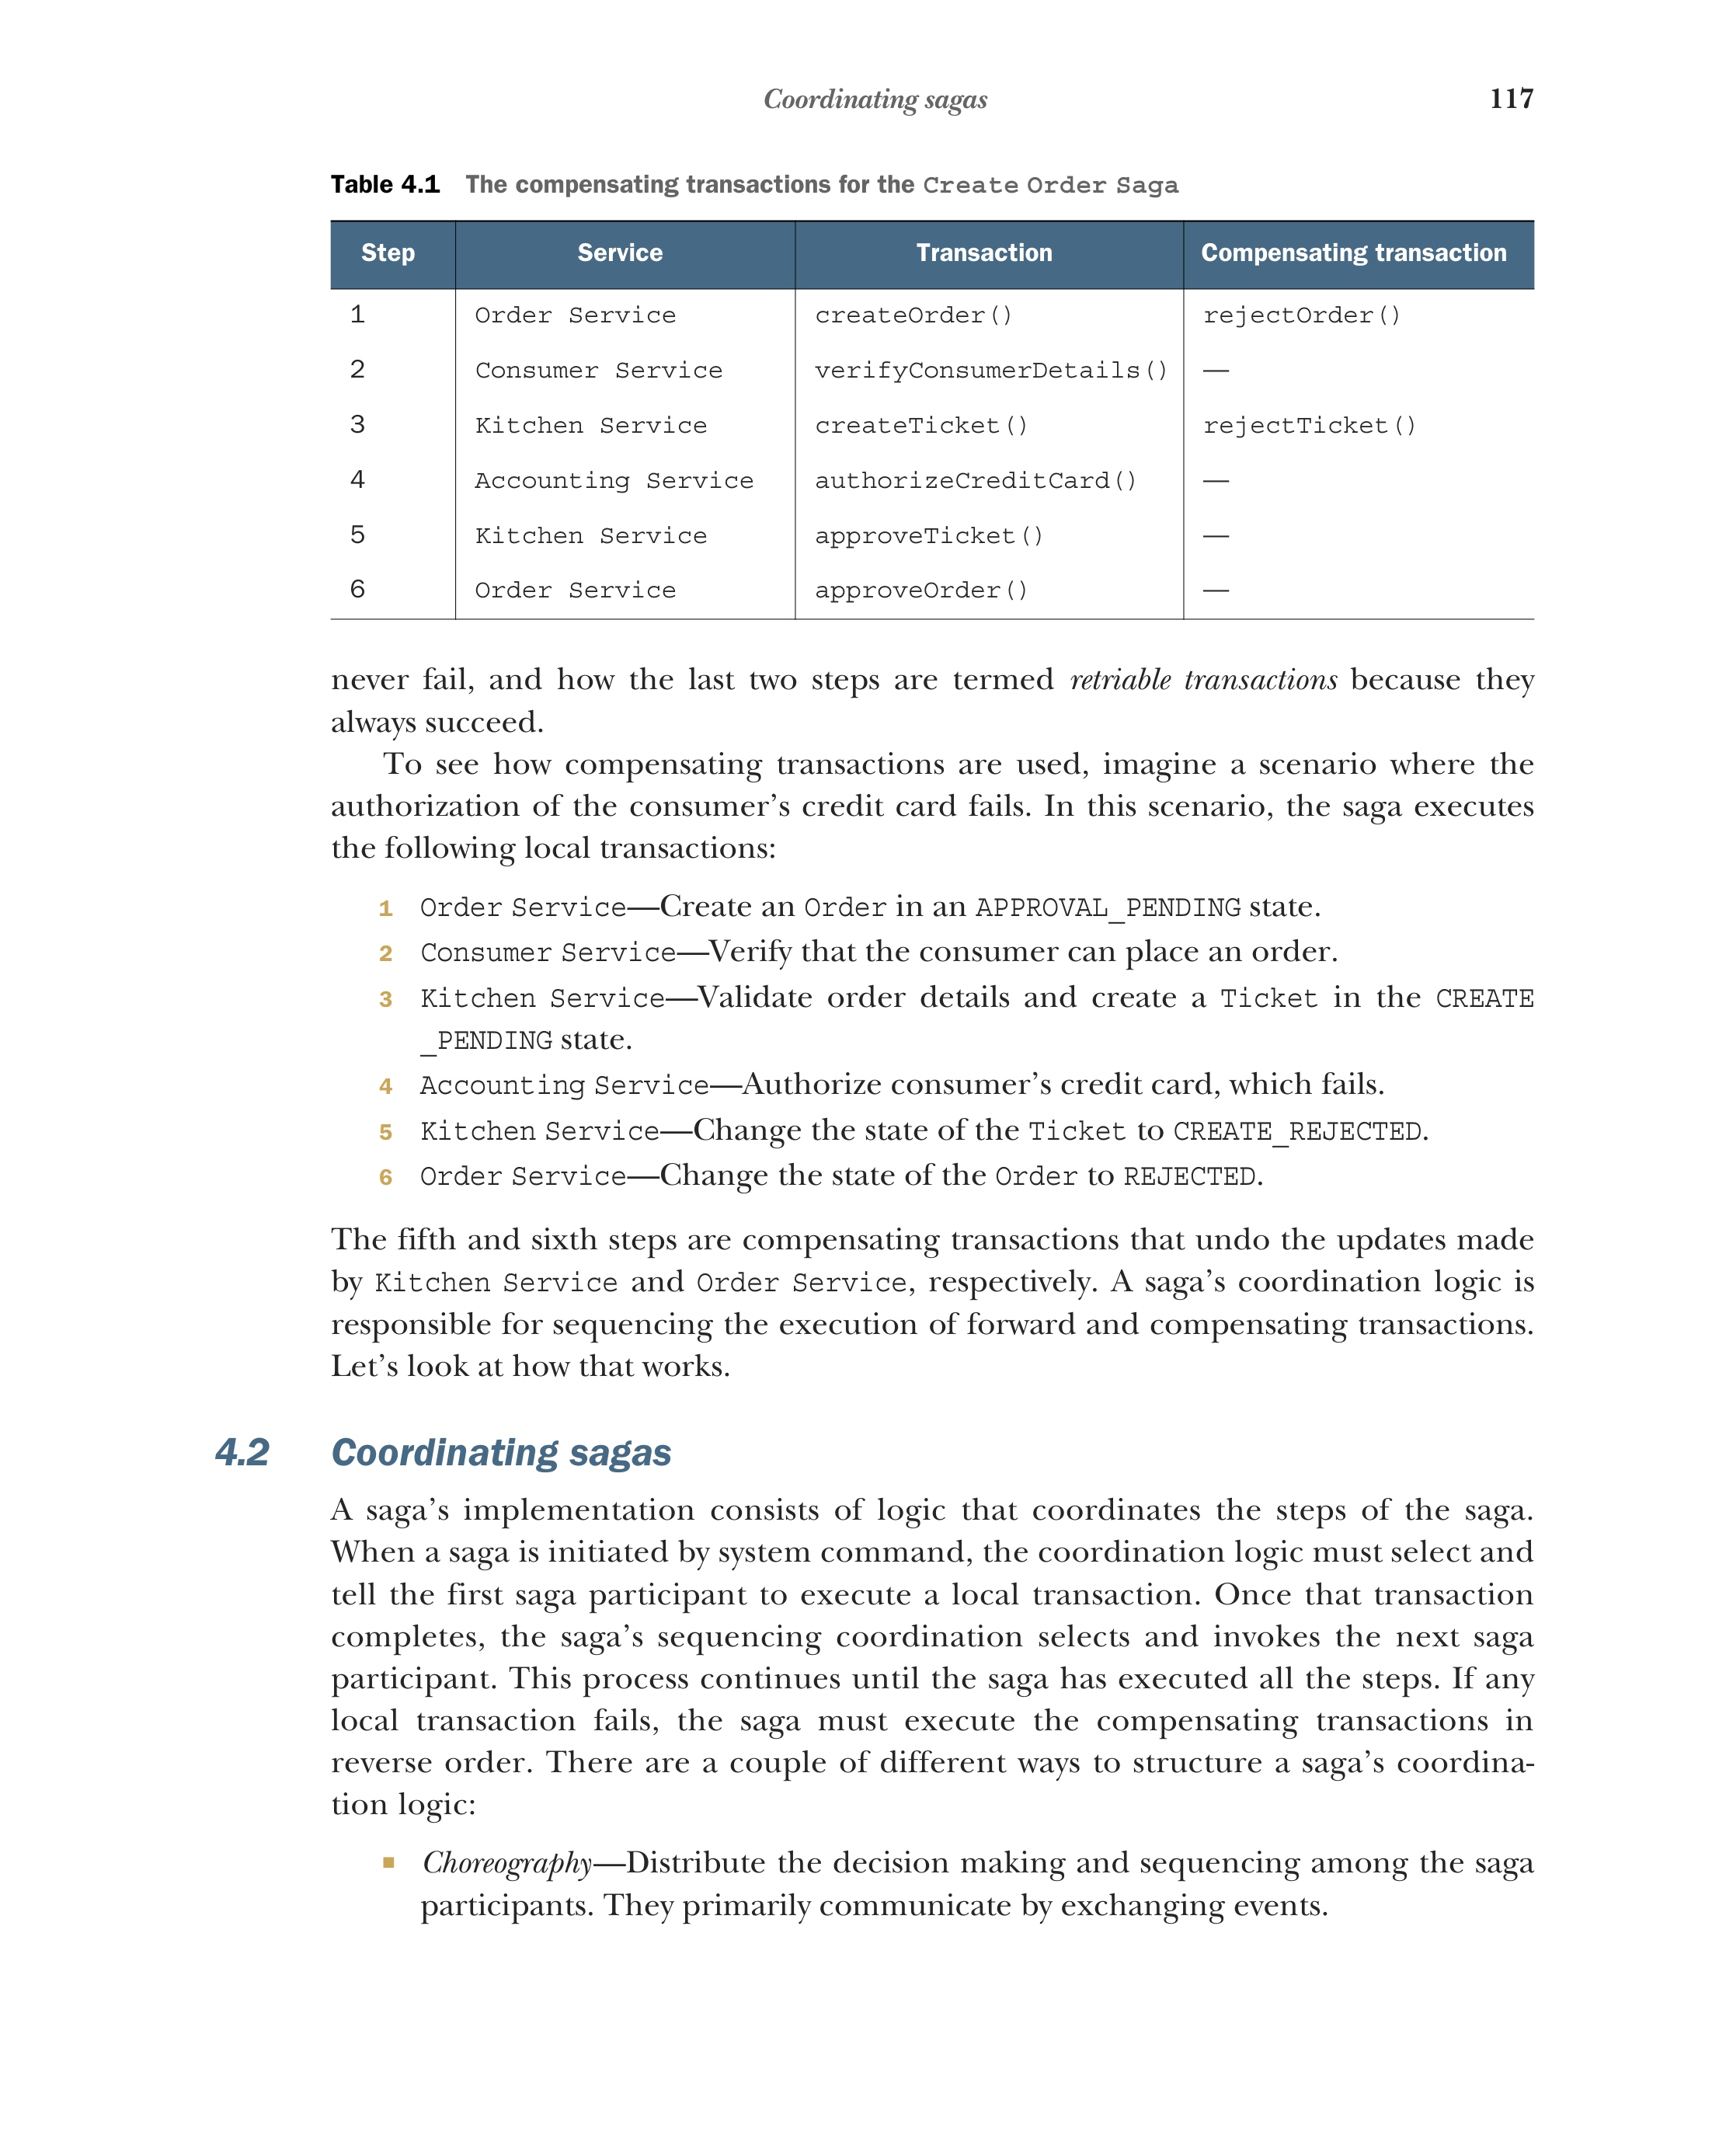 Coordinating sagas 117
Table 4.1 The compensating transactions for the Create Order Saga
Step Service Transaction Compensating transaction
1 Order Service createOrder() rejectOrder()
2 Consumer Service verifyConsumerDetails() —
3 Kitchen Service createTicket() rejectTicket()
4 Accounting Service authorizeCreditCard() —
5 Kitchen Service approveTicket() —
6 Order Service approveOrder() —
never fail, and how the last two steps are termed retriable transactions because they
always succeed.
To see how compensating transactions are used, imagine a scenario where the
authorization of the consumer’s credit card fails. In this scenario, the saga executes
the following local transactions:
1 Order Service—Create an Order in an APPROVAL_PENDING state.
2 Consumer Service—Verify that the consumer can place an order.
3 Kitchen Service—Validate order details and create a Ticket in the CREATE
_PENDING state.
4 Accounting Service—Authorize consumer’s credit card, which fails.
5 Kitchen Service—Change the state of the Ticket to CREATE_REJECTED.
6 Order Service—Change the state of the Order to REJECTED.
The fifth and sixth steps are compensating transactions that undo the updates made
by Kitchen Service and Order Service, respectively. A saga’s coordination logic is
responsible for sequencing the execution of forward and compensating transactions.
Let’s look at how that works.
4.2 Coordinating sagas
A saga’s implementation consists of logic that coordinates the steps of the saga.
When a saga is initiated by system command, the coordination logic must select and
tell the first saga participant to execute a local transaction. Once that transaction
completes, the saga’s sequencing coordination selects and invokes the next saga
participant. This process continues until the saga has executed all the steps. If any
local transaction fails, the saga must execute the compensating transactions in
reverse order. There are a couple of different ways to structure a saga’s coordina-
tion logic:
■ Choreography—Distribute the decision making and sequencing among the saga
participants. They primarily communicate by exchanging events.